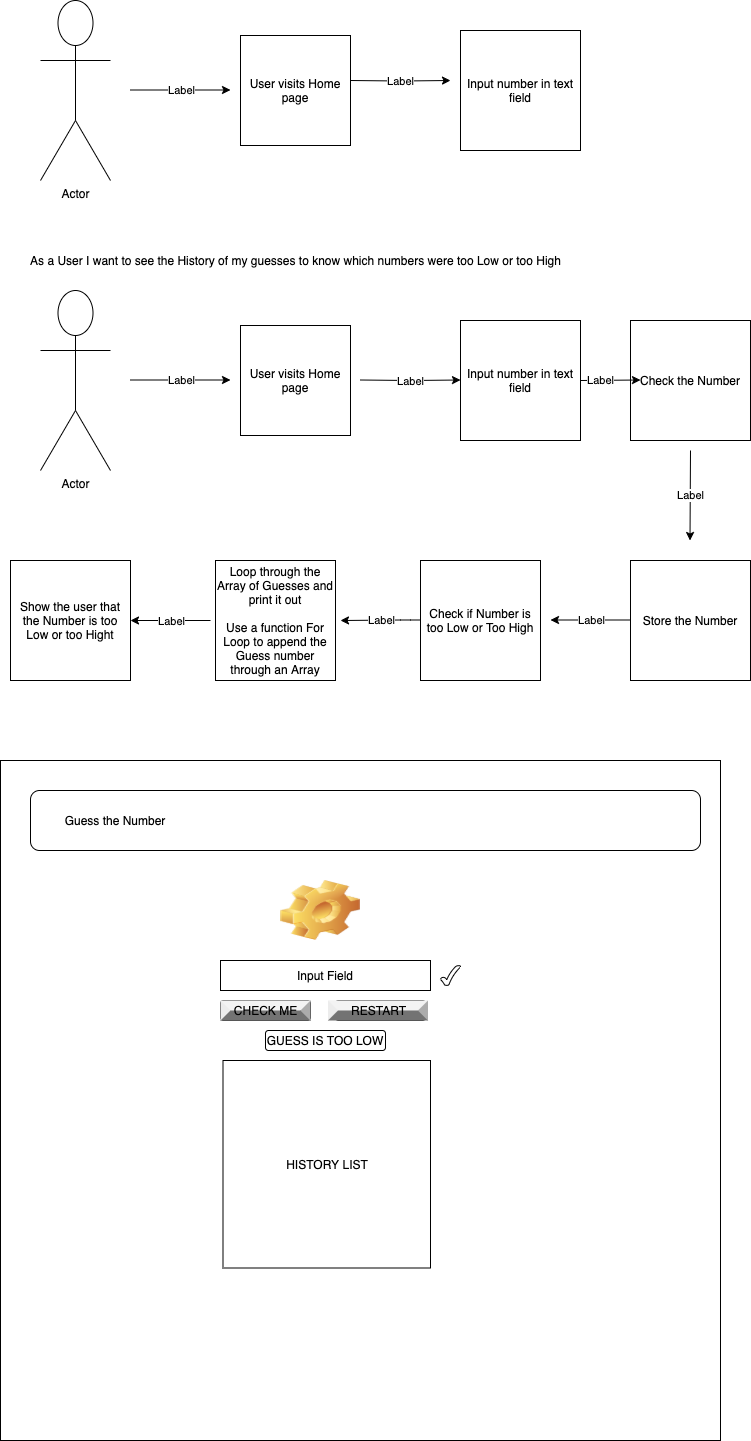 Label
User visits Home
page
Label
Input number in text
field
Actor
As a User I want to see the History of my guesses to know which numbers were too Low or too High
Label
User visits Home
page
Label
Input number in text
field
Label
Check the Number
Actor
Label
Show the user that
the Number is too
Low or too Hight
Label
Loop through the
Array of Guesses and
print it out
Use a function For
Loop to append the
Guess number
through an Array
Label
Check if Number is
too Low or Too High
Label
Store the Number
Guess the Number
Input Field
CHECK ME
RESTART
GUESS IS TOO LOW
HISTORY LIST